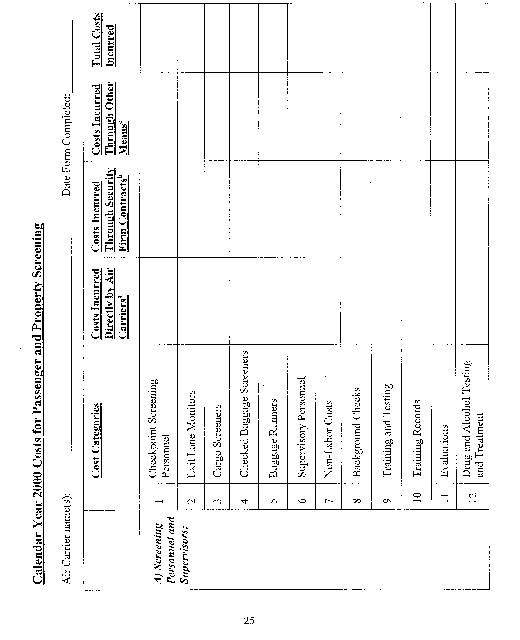 Calendar Year 2000 Costs for Passenger and Property Screening
Air Carrier name(s): Date Form Completed:
Cost Categories
Costs Incurred
Directly by Air
Carriersª
Costs Incurred
Through Security
Firm Contractsᵇ
Costs Incurred
Through Other
Meansᶜ
Total Costs
Incurred
A) Screening
Personnel and
Supervisors:
1 Checkpoint Screening
Personnel
2 Exit Lane Monitors
3 Cargo Screeners
4 Checked Baggage Screeners
5 Baggage Runners
6 Supervisory Personnel
7 Non-Labor Costs
8 Background Checks
9 Training and Testing
10 Training Records
11 Evaluations
12 Drug and Alcohol Testing
and Treatment
25